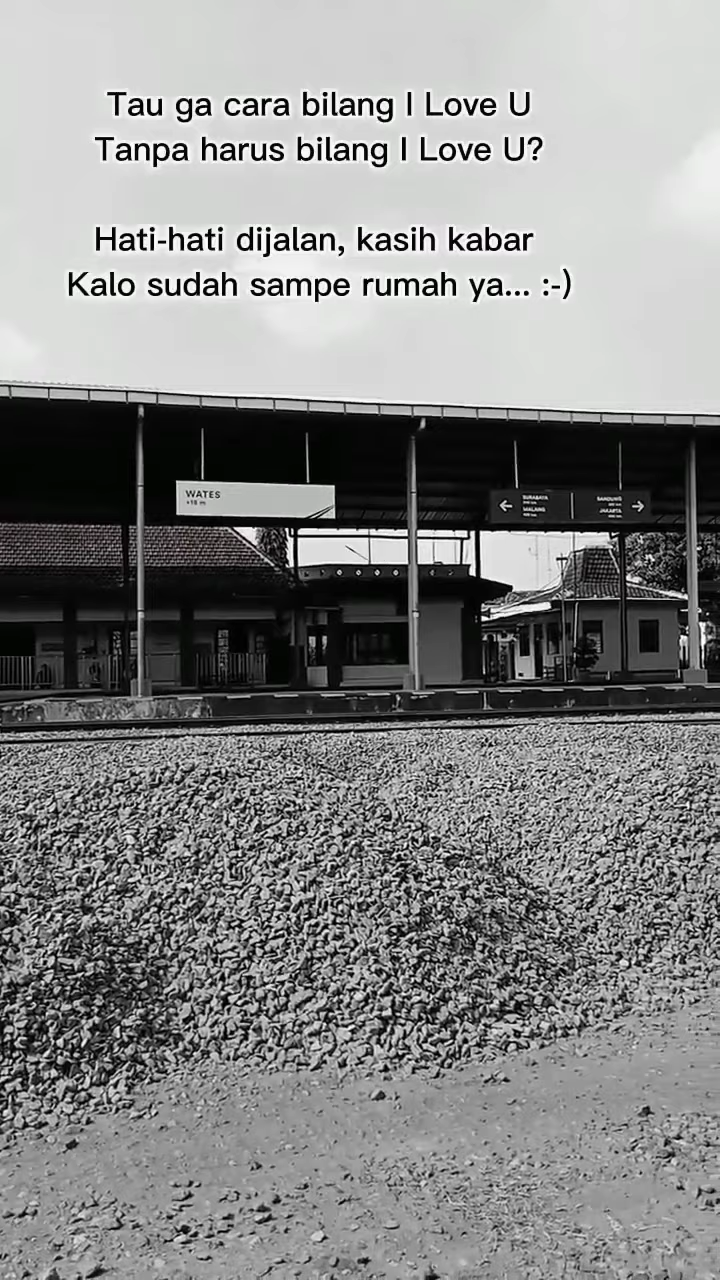 Tau ga cara bilang I Love U
Tanpa harus bilang I Love U?
Hati-hati dijalan, kasih kabar
Kalo sudah sampe rumah ya... :-)
WATES
+18 m
SURABAYA
MALANG
BANDUNG
JAKARTA